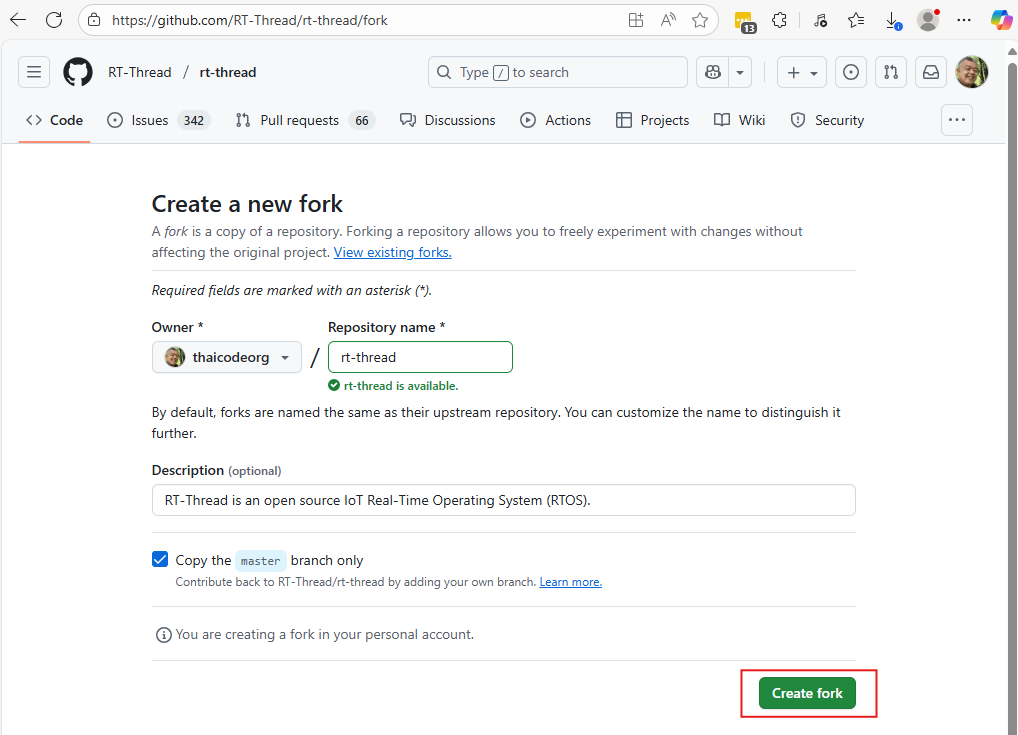 https://github.com/RT-Thread/rt-thread/fork
13
RT-Thread / rt-thread
Type / to search
Code
Issues 342
Pull requests 66
Discussions
Actions
Projects
Wiki
Security
Create a new fork
A fork is a copy of a repository. Forking a repository allows you to freely experiment with changes without
affecting the original project. View existing forks.
Required fields are marked with an asterisk (*).
Owner *
Repository name *
thaicodeorg / rt-thread
rt-thread is available.
By default, forks are named the same as their upstream repository. You can customize the name to distinguish it
further.
Description (optional)
RT-Thread is an open source IoT Real-Time Operating System (RTOS).
Copy the master branch only
Contribute back to RT-Thread/rt-thread by adding your own branch. Learn more.
You are creating a fork in your personal account.
Create fork